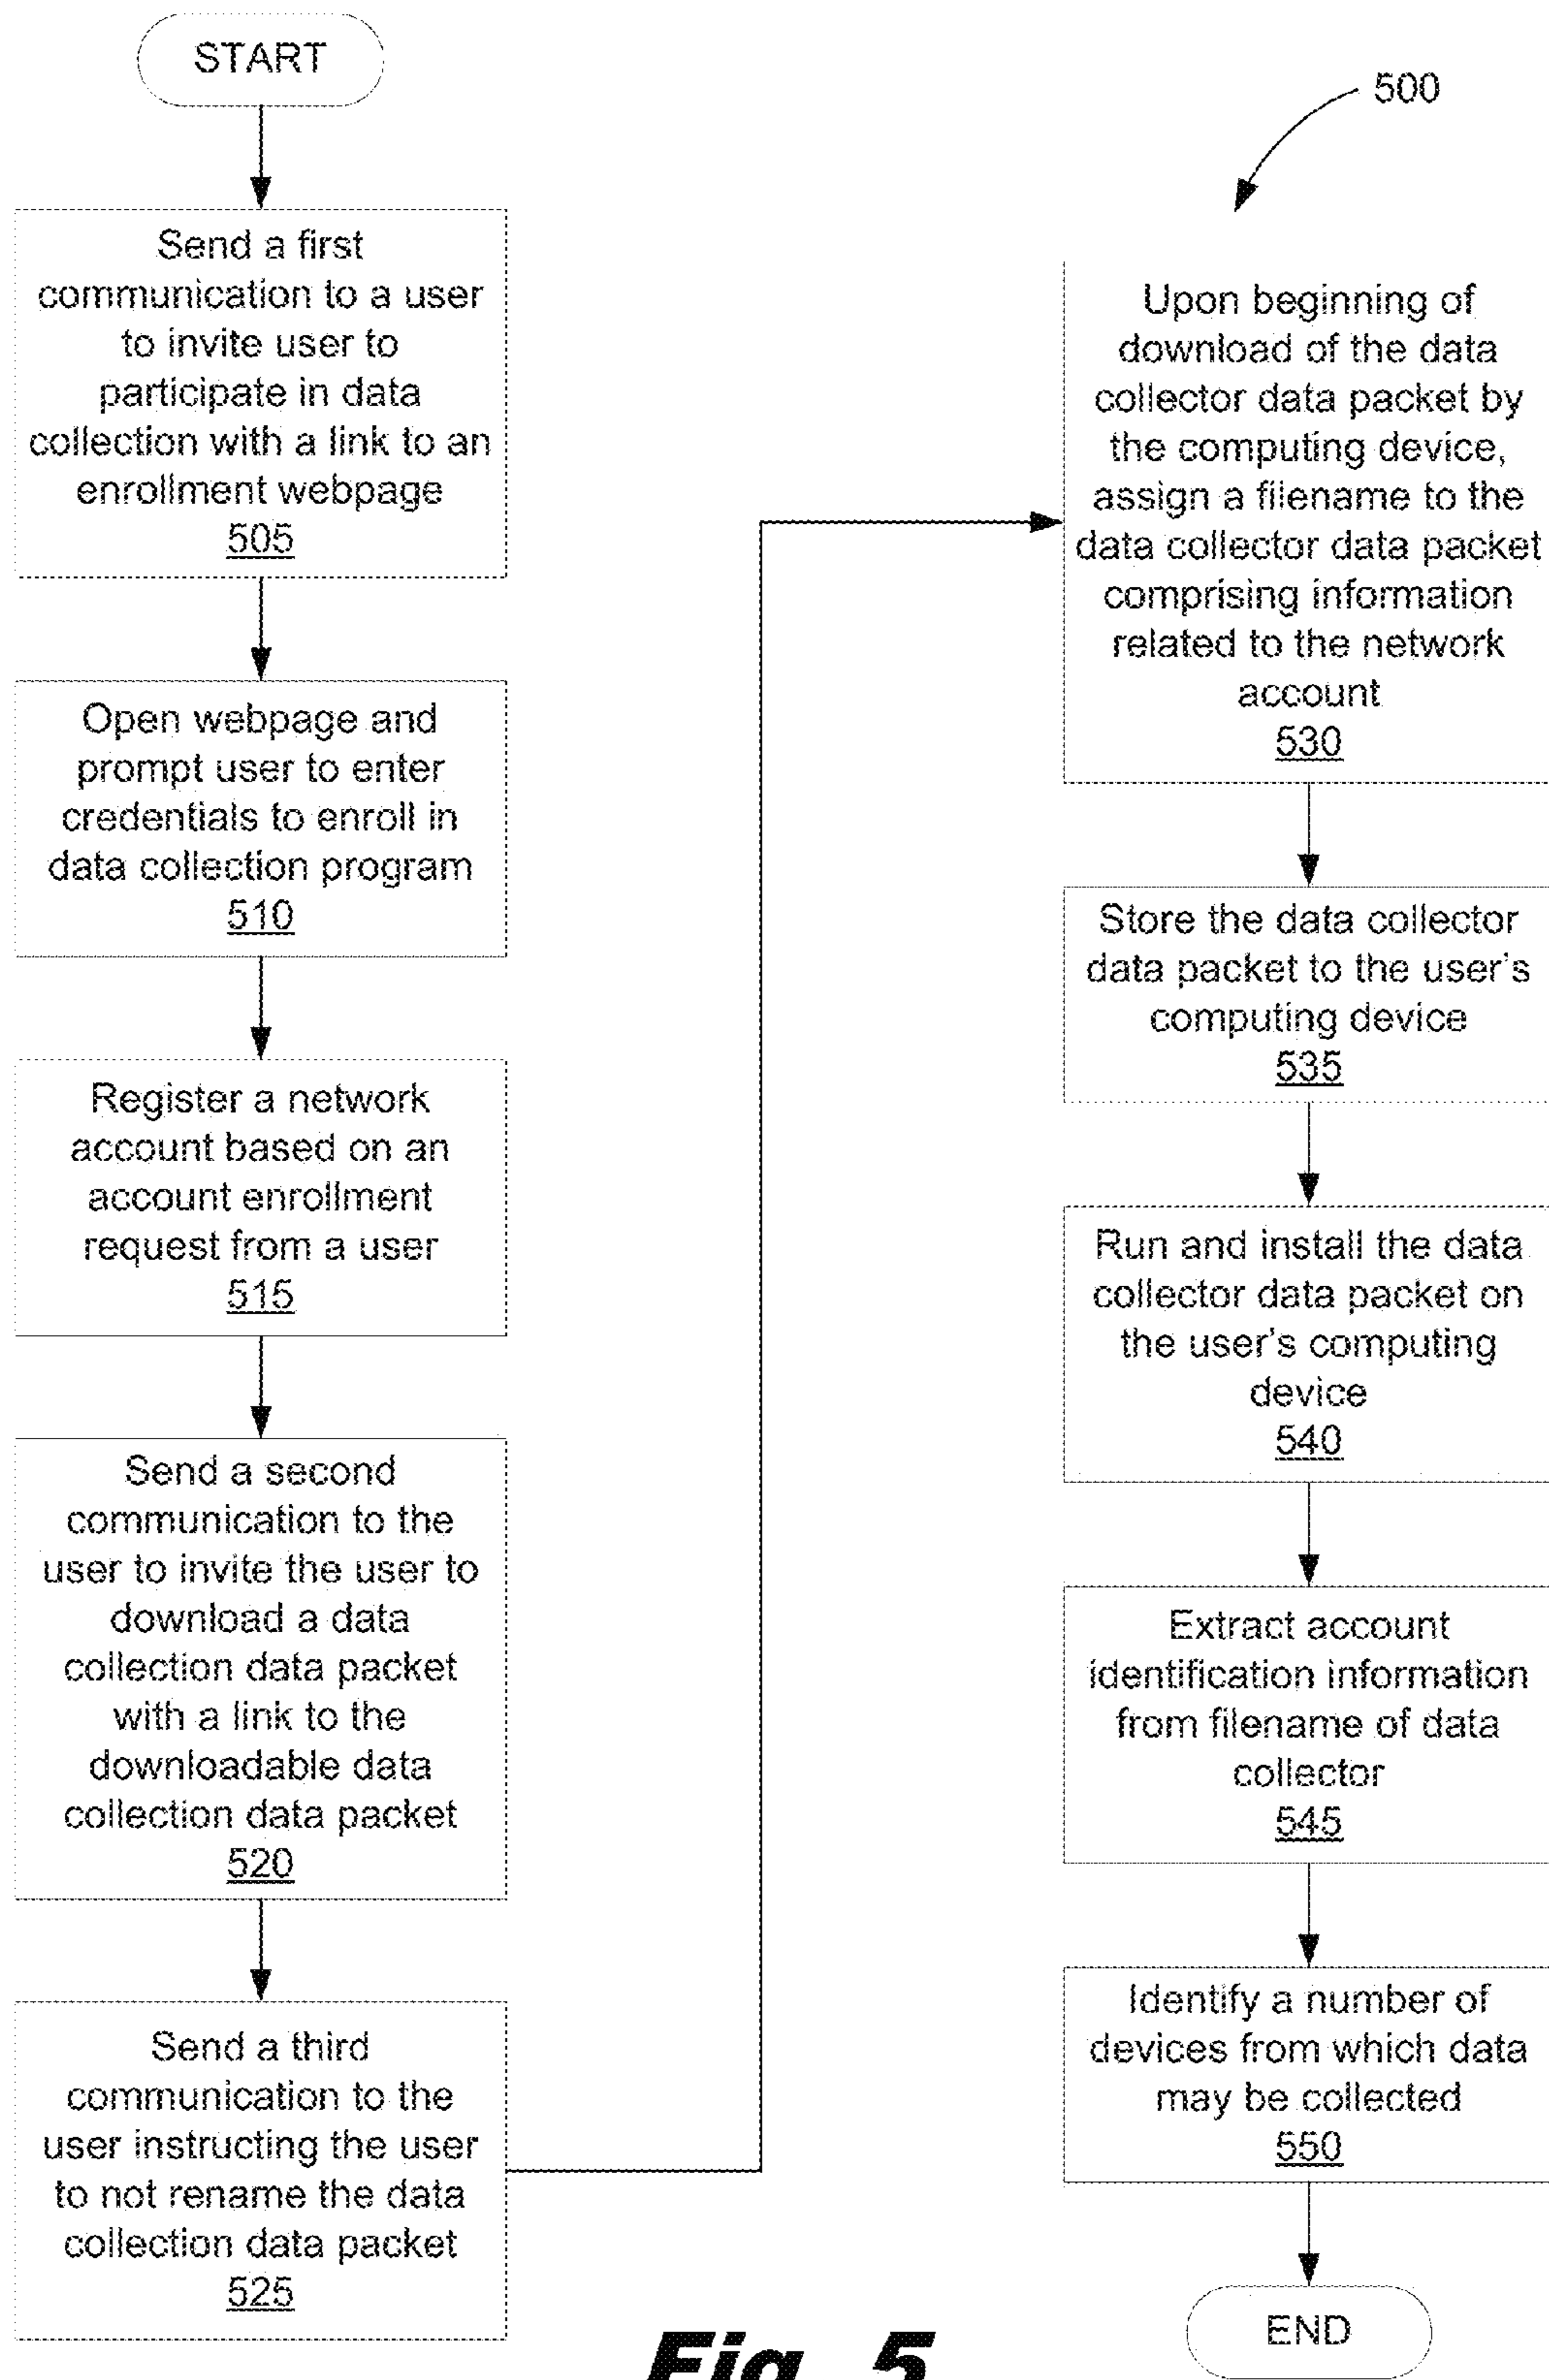 START
Send a first
communication to a user
to invite user to
participate in data
collection with a link to an
enrollment webpage
505
Open webpage and
prompt user to enter
credentials to enroll in
data collection program
510
Register a network
account based on an
account enrollment
request from a user
515
Send a second
communication to the
user to invite the user to
download a data
collection data packet
with a link to the
downloadable data
collection data packet
520
Send a third
communication to the
user instructing the user
to not rename the data
collection data packet
525
500
Upon beginning of
download of the data
collector data packet by
the computing device,
assign a filename to the
data collector data packet
comprising information
related to the network
account
530
Store the data collector
data packet to the user's
computing device
535
Run and install the data
collector data packet on
the user's computing
device
540
Extract account
identification information
from filename of data
collector
545
Identify a number of
devices from which data
may be collected
550
END
Fig. 5